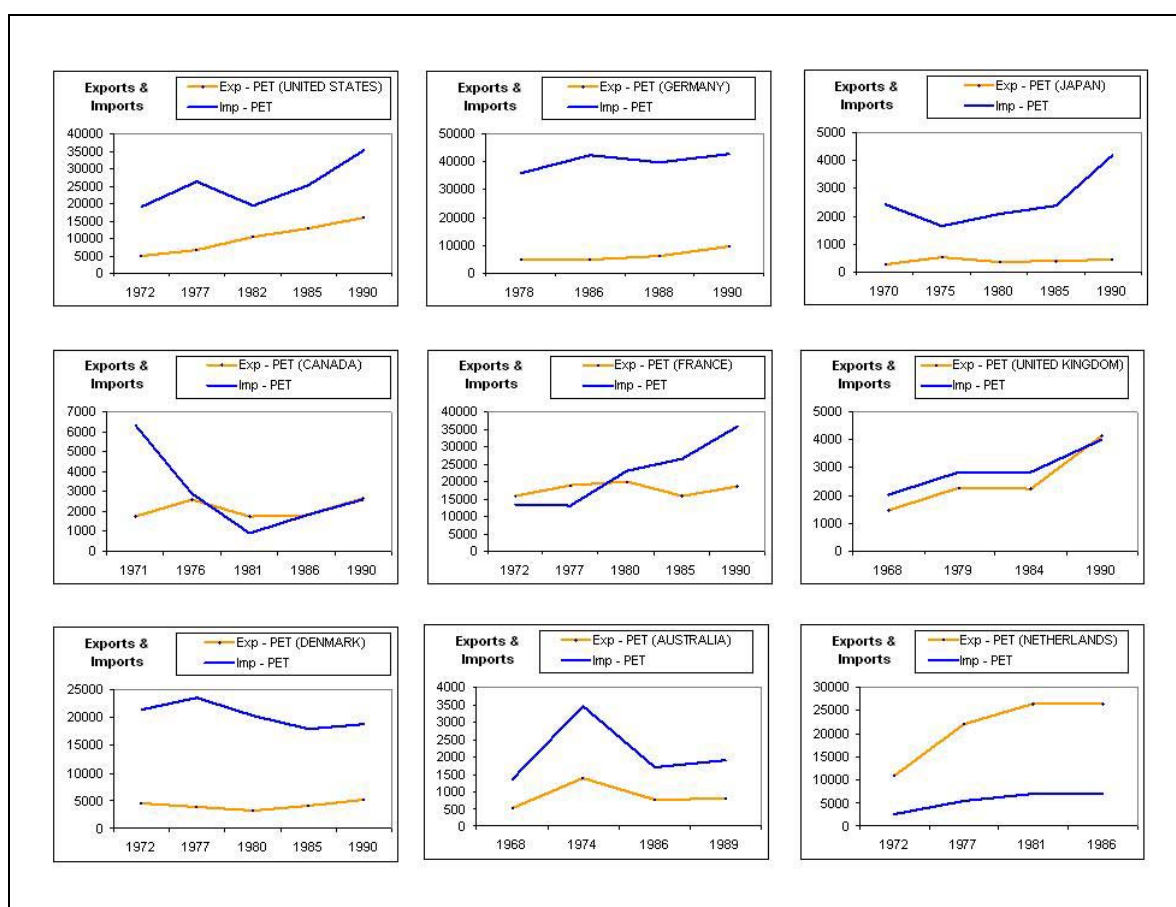 Exports &
Imports
Exp - PET (UNITED STATES)
Imp - PET
40000
35000
30000
25000
20000
15000
10000
5000
0
1972 1977 1982 1985 1990
Exports &
Imports
Exp - PET (GERMANY)
Imp - PET
50000
40000
30000
20000
10000
0
1978 1986 1988 1990
Exports &
Imports
Exp - PET (JAPAN)
Imp - PET
5000
4000
3000
2000
1000
0
1970 1975 1980 1985 1990
Exports &
Imports
Exp - PET (CANADA)
Imp - PET
7000
6000
5000
4000
3000
2000
1000
0
1971 1976 1981 1986 1990
Exports &
Imports
Exp - PET (FRANCE)
Imp - PET
40000
35000
30000
25000
20000
15000
10000
5000
0
1972 1977 1980 1985 1990
Exports &
Imports
Exp - PET (UNITED KINGDOM)
Imp - PET
5000
4000
3000
2000
1000
0
1968 1979 1984 1990
Exports &
Imports
Exp - PET (DENMARK)
Imp - PET
25000
20000
15000
10000
5000
0
1972 1977 1980 1985 1990
Exports &
Imports
Exp - PET (AUSTRALIA)
Imp - PET
4000
3500
3000
2500
2000
1500
1000
500
0
1968 1974 1986 1989
Exports &
Imports
Exp - PET (NETHERLANDS)
Imp - PET
30000
25000
20000
15000
10000
5000
0
1972 1977 1981 1986